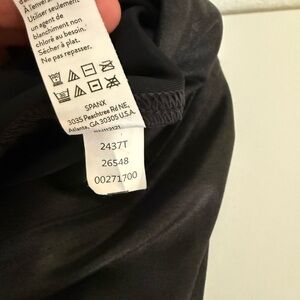 À l'envers
Utiliser seulement
un agent de
blanchiment non
chloré au besoin.
Sécher à plat.
Ne pas repasser.
SPANX
3035 Peachtree Rd NE,
Atlanta, GA 30305 U.S.A.
2437T
26548
00271700